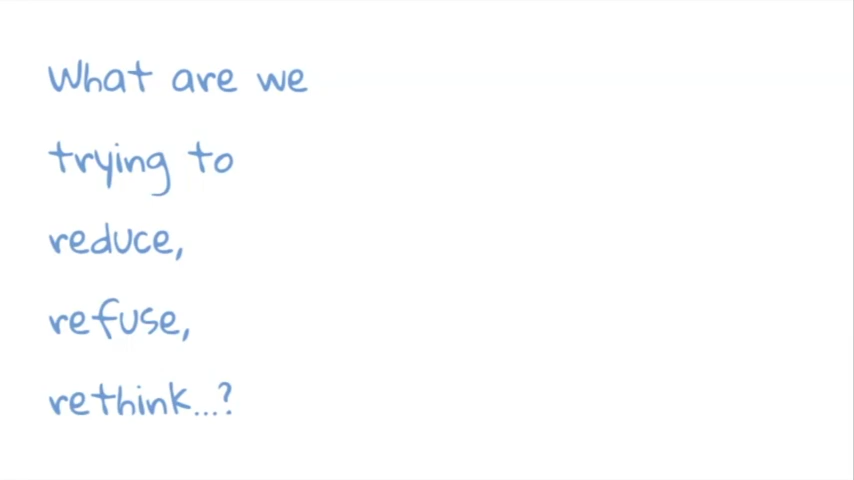 What are we
trying to
reduce,
refuse,
rethink...?